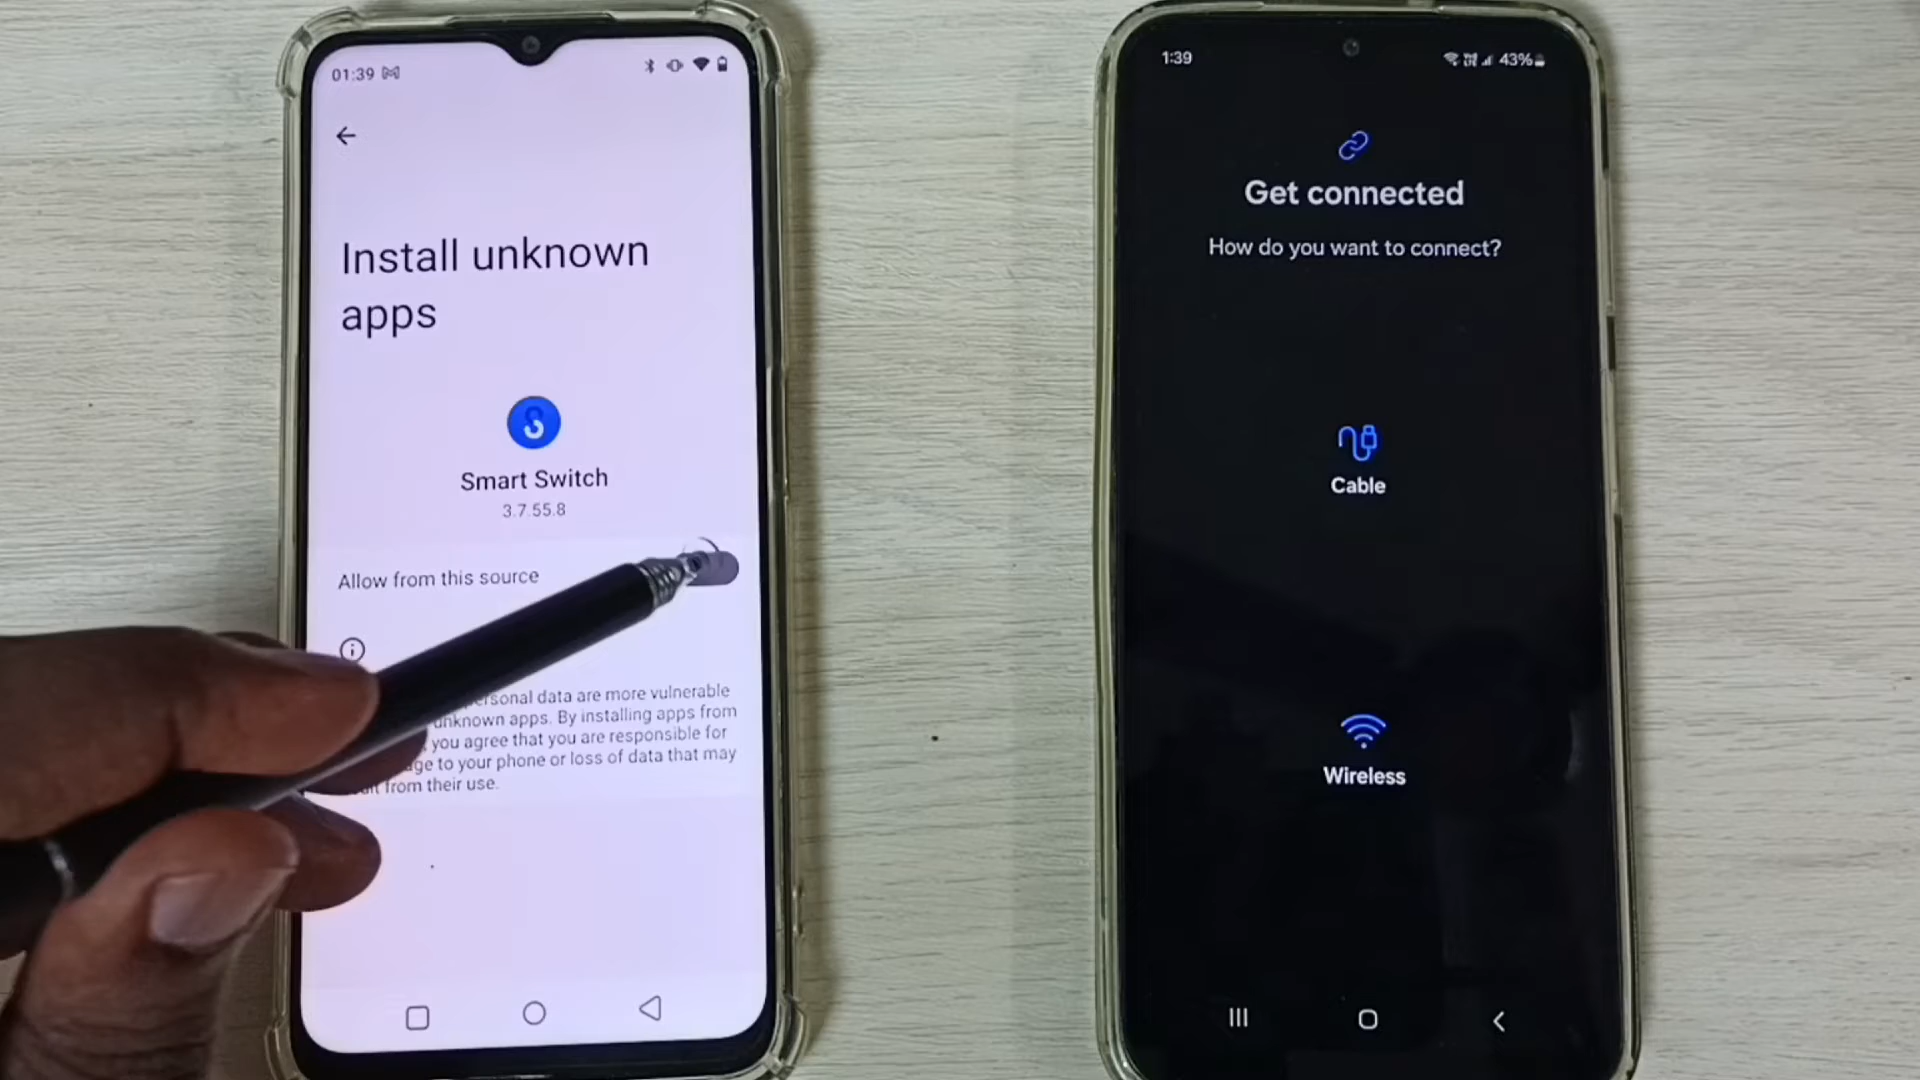 01:39
Install unknown
apps
Smart Switch
3.7.55.8
Allow from this source
personal data are more vulnerable
unknown apps. By installing apps from
you agree that you are responsible for
to your phone or loss of data that may
from their use.
1:39
43%
Get connected
How do you want to connect?
Cable
Wireless